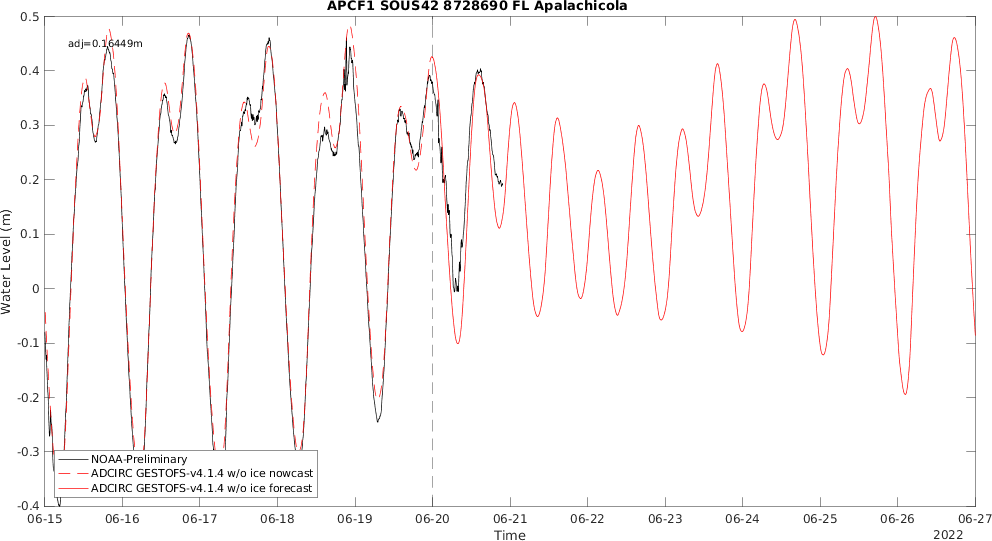 APCF1 SOUS42 8728690 FL Apalachicola
adj=0.16449m
0.5
0.4
0.3
0.2
0.1
0
-0.1
-0.2
-0.3
-0.4
Water Level (m)
NOAA-Preliminary
ADCIRC GESTOFS-v4.1.4 w/o ice nowcast
ADCIRC GESTOFS-v4.1.4 w/o ice forecast
06-15 06-16 06-17 06-18 06-19 06-20 06-21 06-22 06-23 06-24 06-25 06-26 06-27
Time
2022